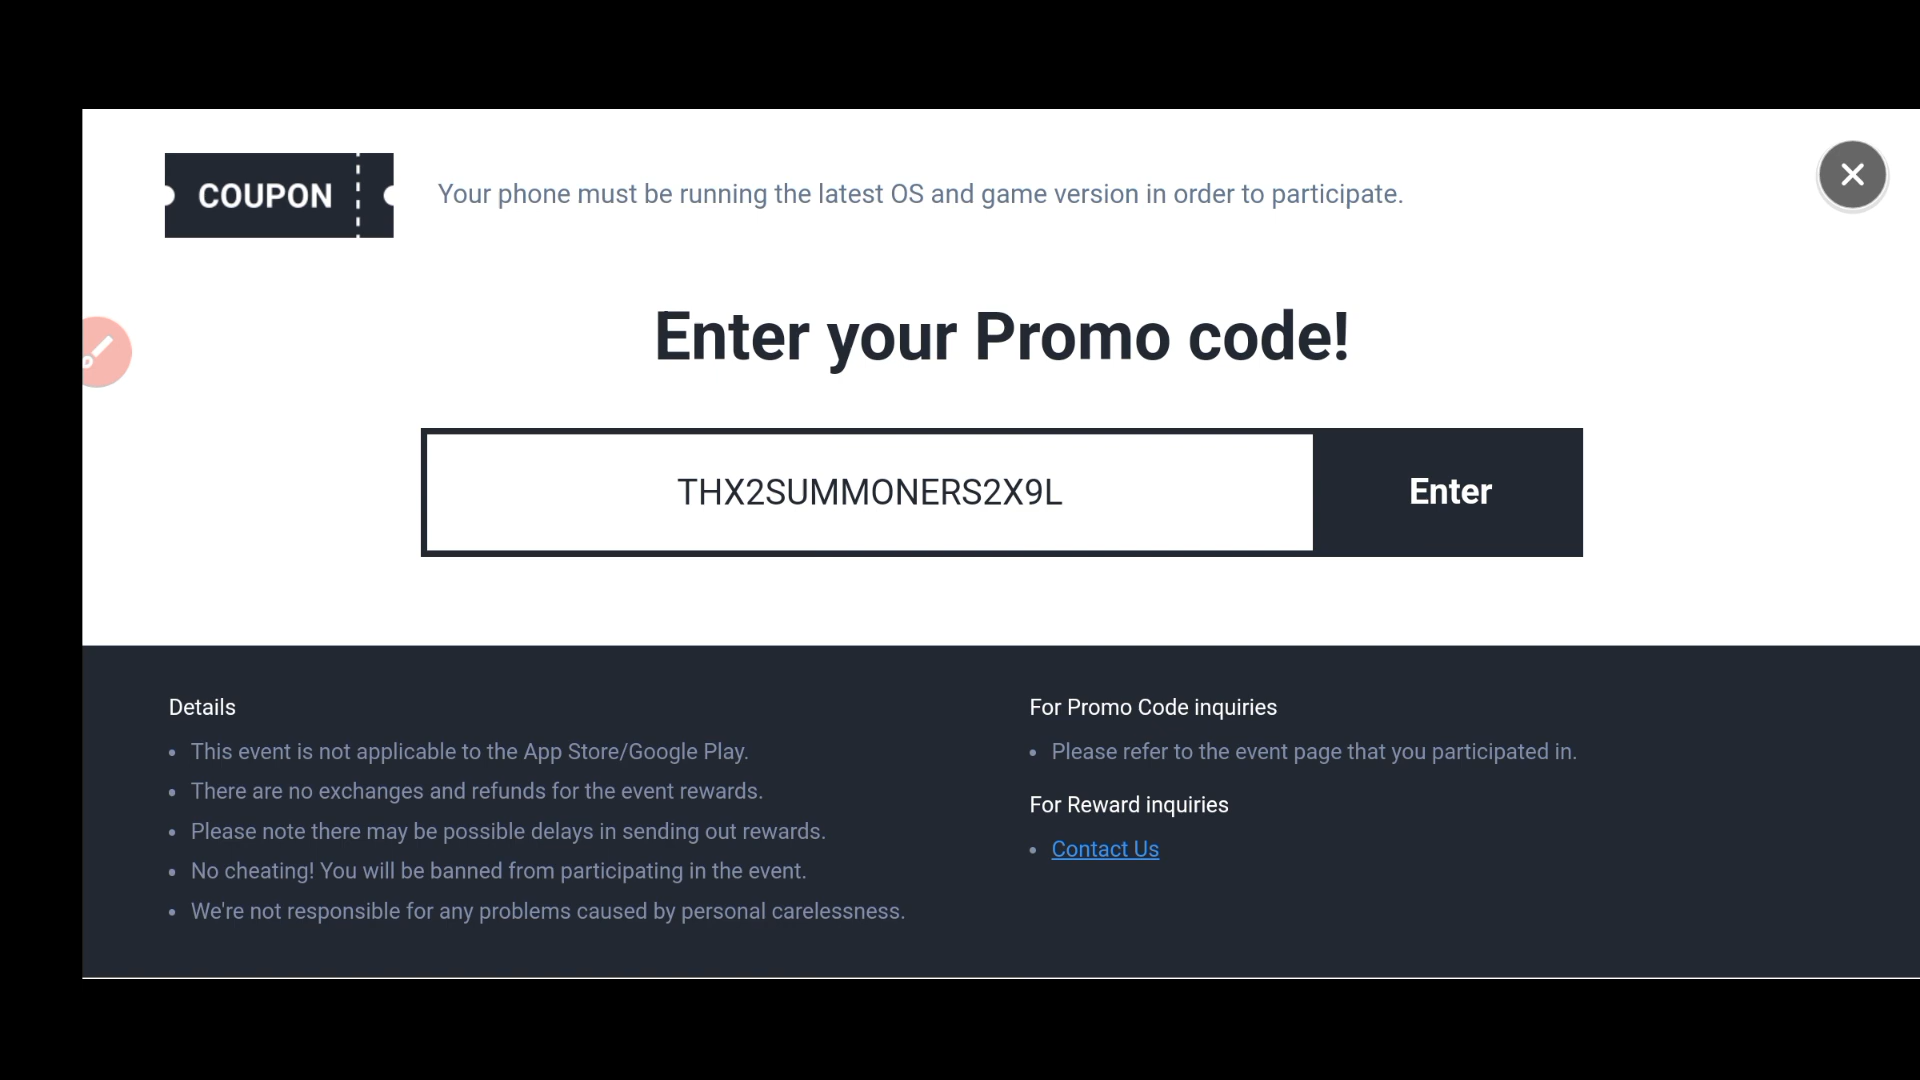 COUPON
Your phone must be running the latest OS and game version in order to participate.
Enter your Promo code!
THX2SUMMONERS2X9L
Enter
Details
• This event is not applicable to the App Store/Google Play.
• There are no exchanges and refunds for the event rewards.
• Please note there may be possible delays in sending out rewards.
• No cheating! You will be banned from participating in the event.
• We're not responsible for any problems caused by personal carelessness.
For Promo Code inquiries
• Please refer to the event page that you participated in.
For Reward inquiries
• Contact Us